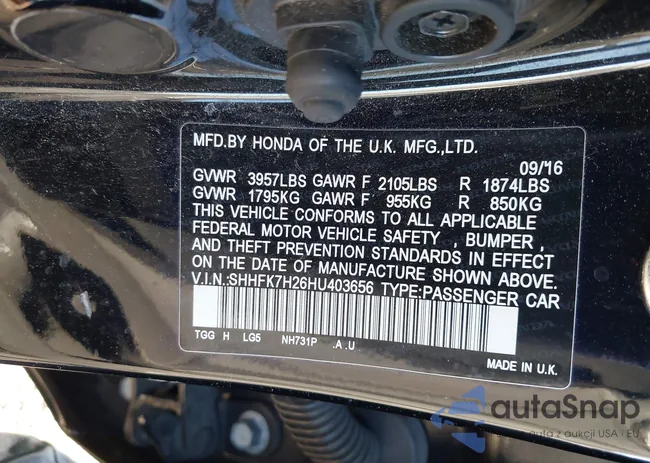 MFD.BY HONDA OF THE U.K. MFG.,LTD.
09/16
GVWR 3957LBS GAWR F 2105LBS R 1874LBS
GVWR 1795KG GAWR F 955KG R 850KG
THIS VEHICLE CONFORMS TO ALL APPLICABLE
FEDERAL MOTOR VEHICLE SAFETY , BUMPER ,
AND THEFT PREVENTION STANDARDS IN EFFECT
ON THE DATE OF MANUFACTURE SHOWN ABOVE.
V.I.N.:SHHFK7H26HU403656 TYPE:PASSENGER CAR
TGG H LG5 NH731P .A.U
MADE IN U.K.
autaSnap
auta z aukcji USA i EU